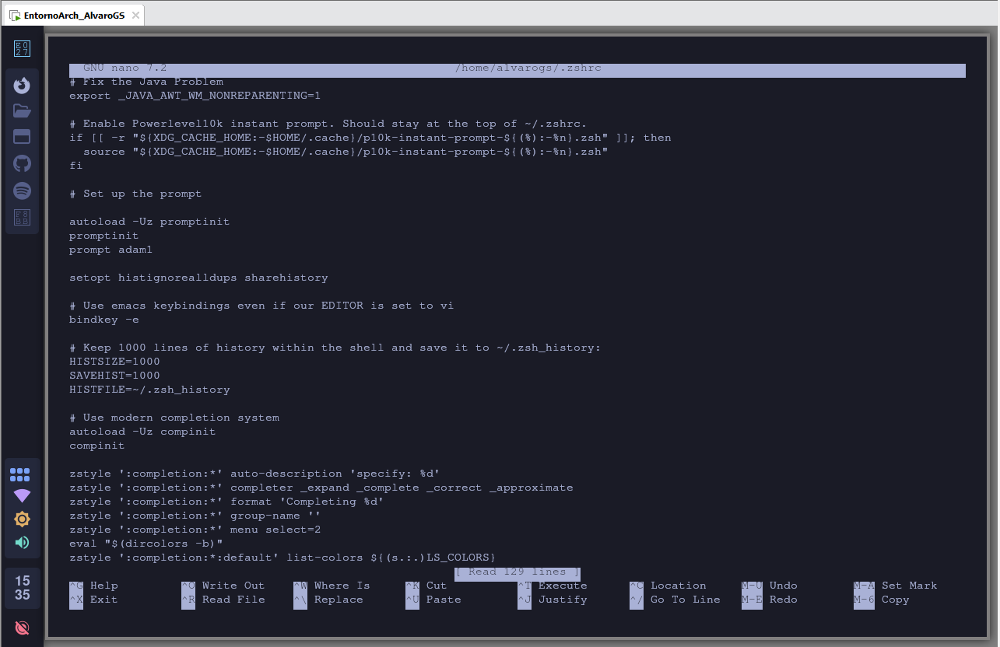 EntornoArch_AlvaroGS
E0
27
GNU nano 7.2 /home/alvarogs/.zshrc
# Fix the Java Problem
export _JAVA_AWT_WM_NONREPARENTING=1
# Enable Powerlevel10k instant prompt. Should stay at the top of ~/.zshrc.
if [[ -r "${XDG_CACHE_HOME:-$HOME/.cache}/p10k-instant-prompt-${(%):-%n}.zsh" ]]; then
source "${XDG_CACHE_HOME:-$HOME/.cache}/p10k-instant-prompt-${(%):-%n}.zsh"
fi
# Set up the prompt
F8
BB
autoload -Uz promptinit
promptinit
prompt adam1
setopt histignorealldups sharehistory
# Use emacs keybindings even if our EDITOR is set to vi
bindkey -e
# Keep 1000 lines of history within the shell and save it to ~/.zsh_history:
HISTSIZE=1000
SAVEHIST=1000
HISTFILE=~/.zsh_history
# Use modern completion system
autoload -Uz compinit
compinit
zstyle ':completion:*' auto-description 'specify: %d'
zstyle ':completion:*' completer _expand _complete _correct _approximate
zstyle ':completion:*' format 'Completing %d'
zstyle ':completion:*' group-name ''
zstyle ':completion:*' menu select=2
eval "$(dircolors -b)"
zstyle ':completion:*:default' list-colors ${(s.:.)LS_COLORS}
[ Read 129 lines ]
^G Help ^O Write Out ^W Where Is ^K Cut ^T Execute ^C Location M-U Undo M-A Set Mark
^X Exit ^R Read File ^\ Replace ^U Paste ^J Justify ^/ Go To Line M-E Redo M-6 Copy
15
35